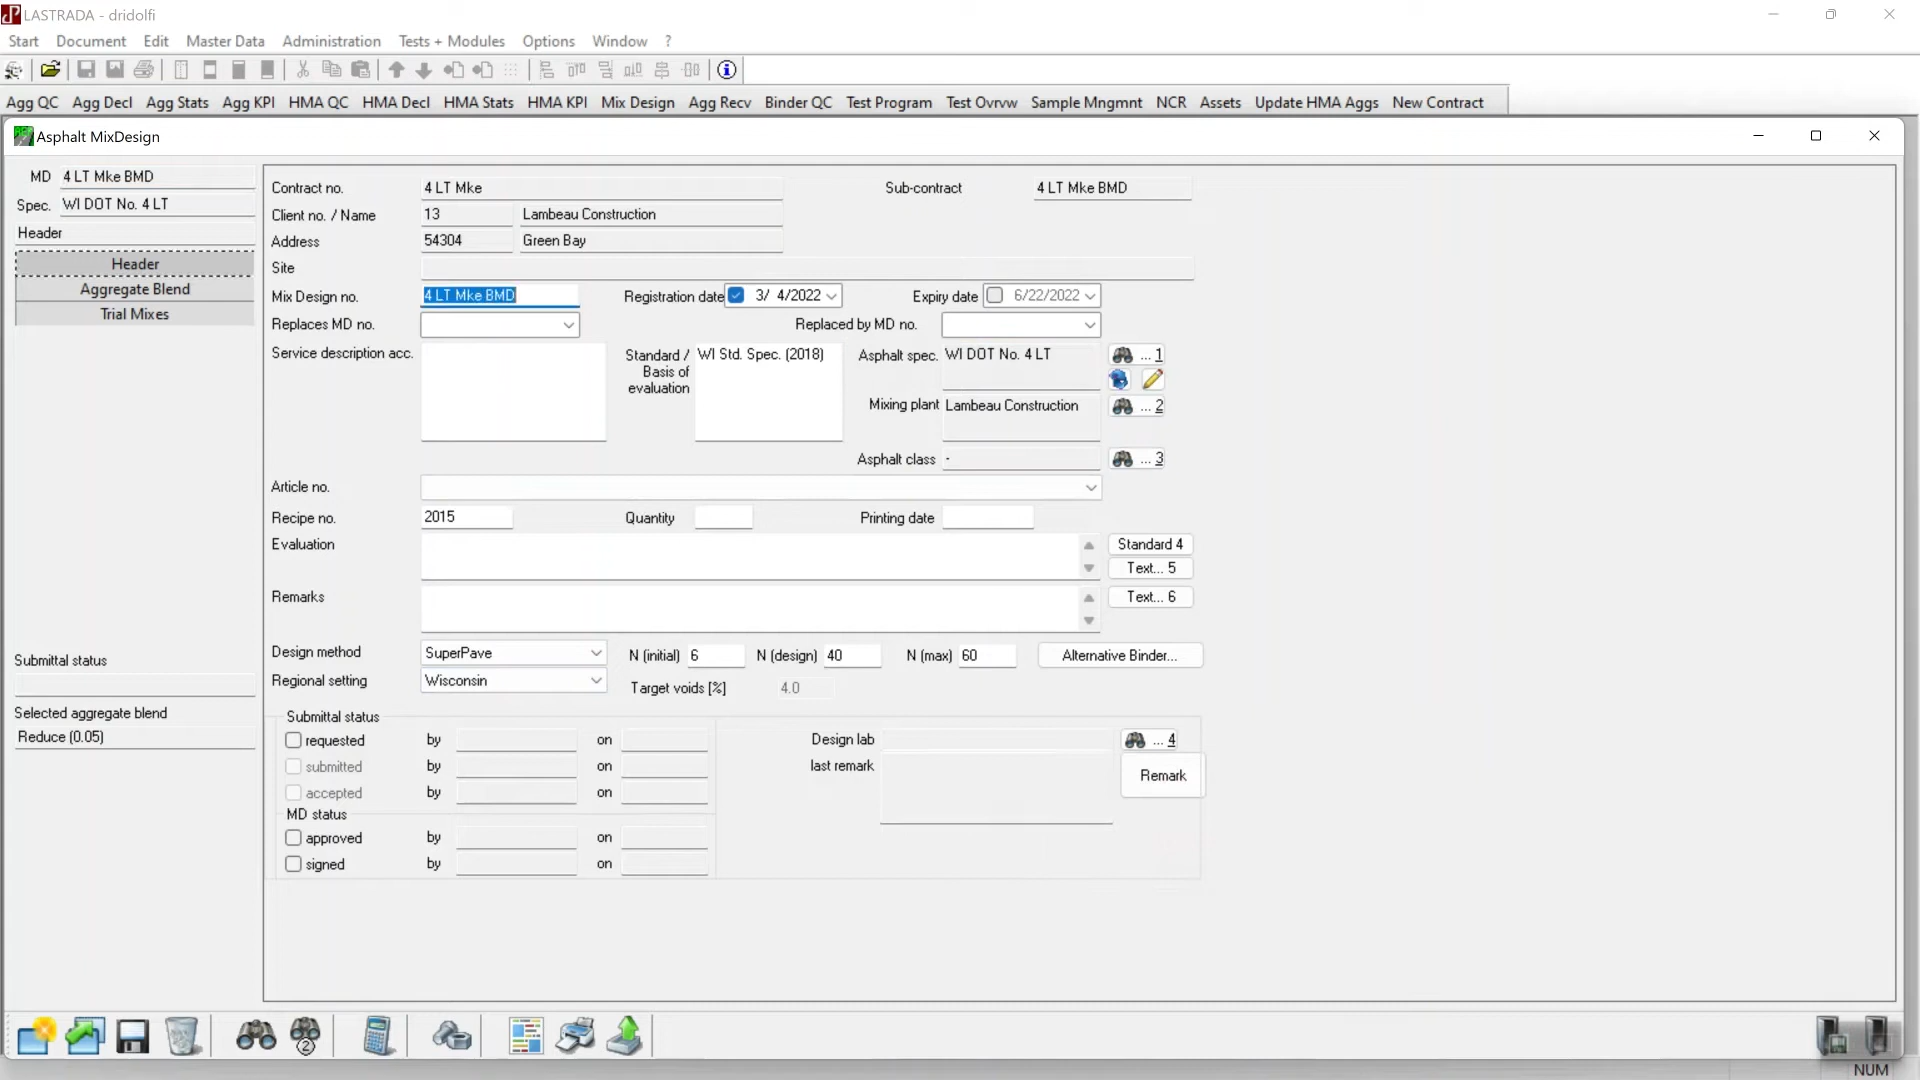 LASTRADA - dridolfi
Start Document Edit Master Data Administration Tests + Modules Options Window ?
Agg QC Agg Decl Agg Stats Agg KPI HMA QC HMA Decl HMA Stats HMA KPI Mix Design Agg Recv Binder QC Test Program Test Ovrvw Sample Mngmnt NCR Assets Update HMA Aggs New Contract
Asphalt MixDesign
MD 4 LT Mke BMD
Spec. WI DOT No. 4 LT
Header
Header
Aggregate Blend
Trial Mixes
Submittal status
Selected aggregate blend
Reduce (0.05)
Contract no. 4 LT Mke Sub-contract 4 LT Mke BMD
Client no. / Name 13 Lambeau Construction
Address 54304 Green Bay
Site
Mix Design no. 4 LT Mke BMD Registration date 3/ 4/2022 Expiry date 6/22/2022
Replaces MD no. Replaced by MD no.
Service description acc. Standard / Basis of evaluation WI Std. Spec. (2018) Asphalt spec. WI DOT No. 4 LT ... 1
Mixing plant Lambeau Construction ... 2
Asphalt class - ... 3
Article no.
Recipe no. 2015 Quantity Printing date
Evaluation Standard 4
Text... 5
Remarks Text... 6
Design method SuperPave N (initial) 6 N (design) 40 N (max) 60 Alternative Binder...
Regional setting Wisconsin Target voids [%] 4.0
Submittal status
requested by on Design lab ... 4
submitted by on last remark Remark
accepted by on
MD status
approved by on
signed by on
2
NUM